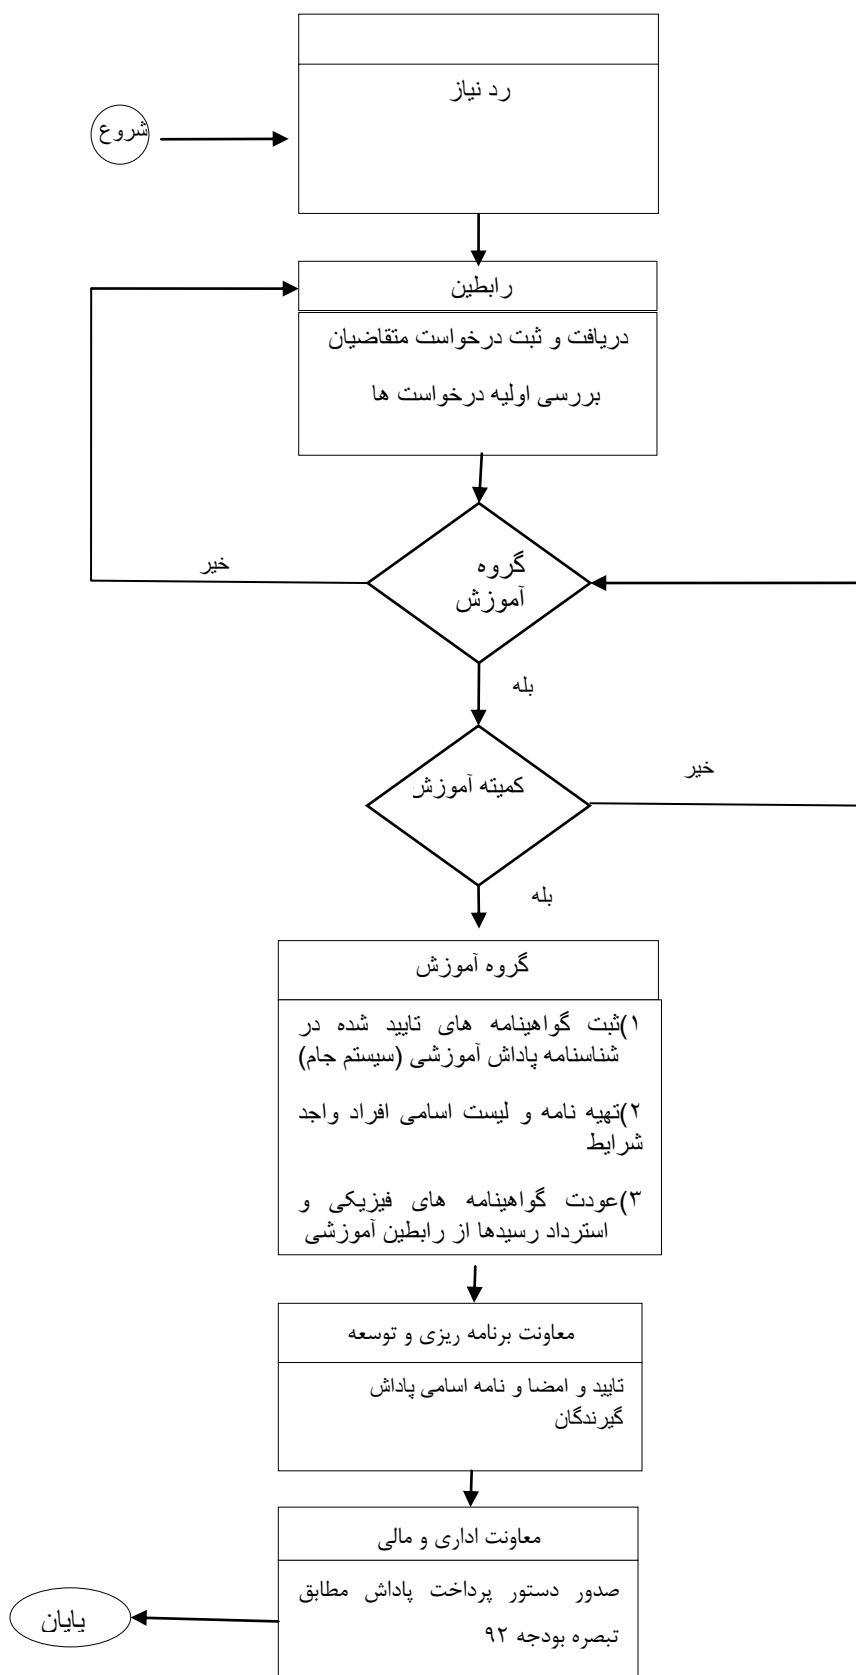 رد نیاز
شروع
رابطین
دریافت و ثبت درخواست متقاضیان
بررسی اولیه درخواست ها
گروه
آموزش
خیر
بله
کمیته آموزش
خیر
بله
گروه آموزش
۱)ثبت گواهینامه های تایید شده در
شناسنامه پاداش آموزشی (سیستم جام)
۲)تهیه نامه و لیست اسامی افراد واجد
شرایط
۳)عودت گواهینامه های فیزیکی و
استرداد رسیدها از رابطین آموزشی
معاونت برنامه ریزی و توسعه
تایید و امضا و نامه اسامی پاداش
گیرندگان
معاونت اداری و مالی
صدور دستور پرداخت پاداش مطابق
تبصره بودجه ۹۲
پایان